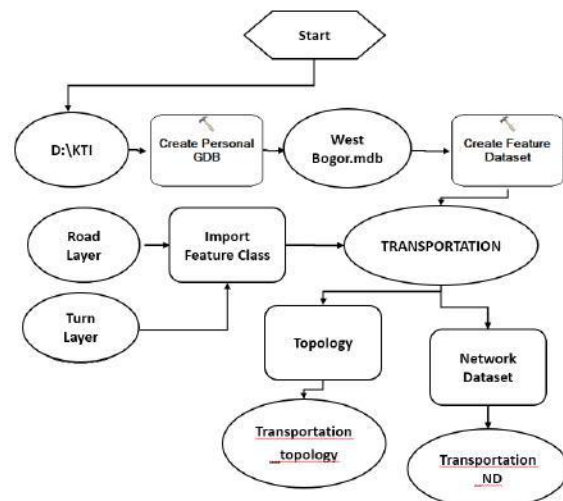 Start
D:\KTI
Create Personal
GDB
West
Bogor.mdb
Create Feature
Dataset
Road
Layer
Import
Feature Class
TRANSPORTATION
Turn
Layer
Topology
Network
Dataset
Transportation
_topology
Transportation
_ND